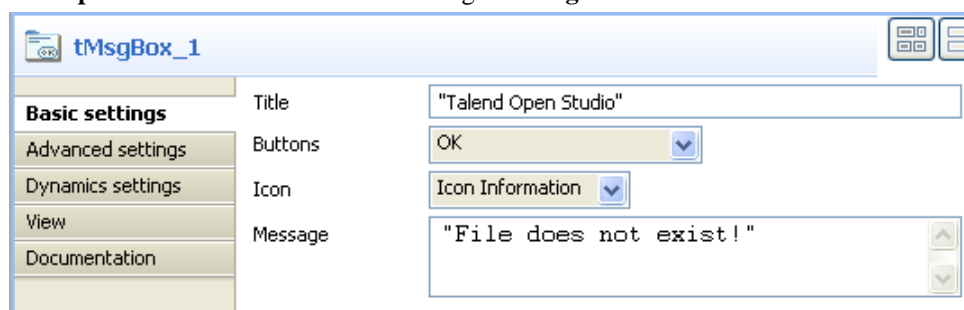 tMsgBox_1
Basic settings
Advanced settings
Dynamics settings
View
Documentation
Title "Talend Open Studio"
Buttons OK
Icon Icon Information
Message "File does not exist!"